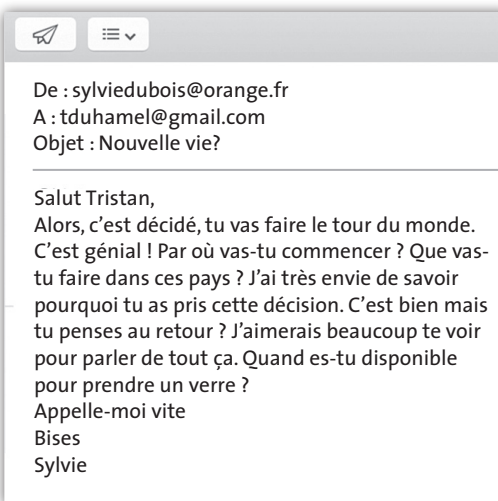 De : sylviedubois@orange.fr
A : tduhamel@gmail.com
Objet : Nouvelle vie?
Salut Tristan,
Alors, c'est décidé, tu vas faire le tour du monde.
C'est génial ! Par où vas-tu commencer ? Que vas-
tu faire dans ces pays ? J'ai très envie de savoir
pourquoi tu as pris cette décision. C'est bien mais
tu penses au retour ? J'aimerais beaucoup te voir
pour parler de tout ça. Quand es-tu disponible
pour prendre un verre ?
Appelle-moi vite
Bises
Sylvie